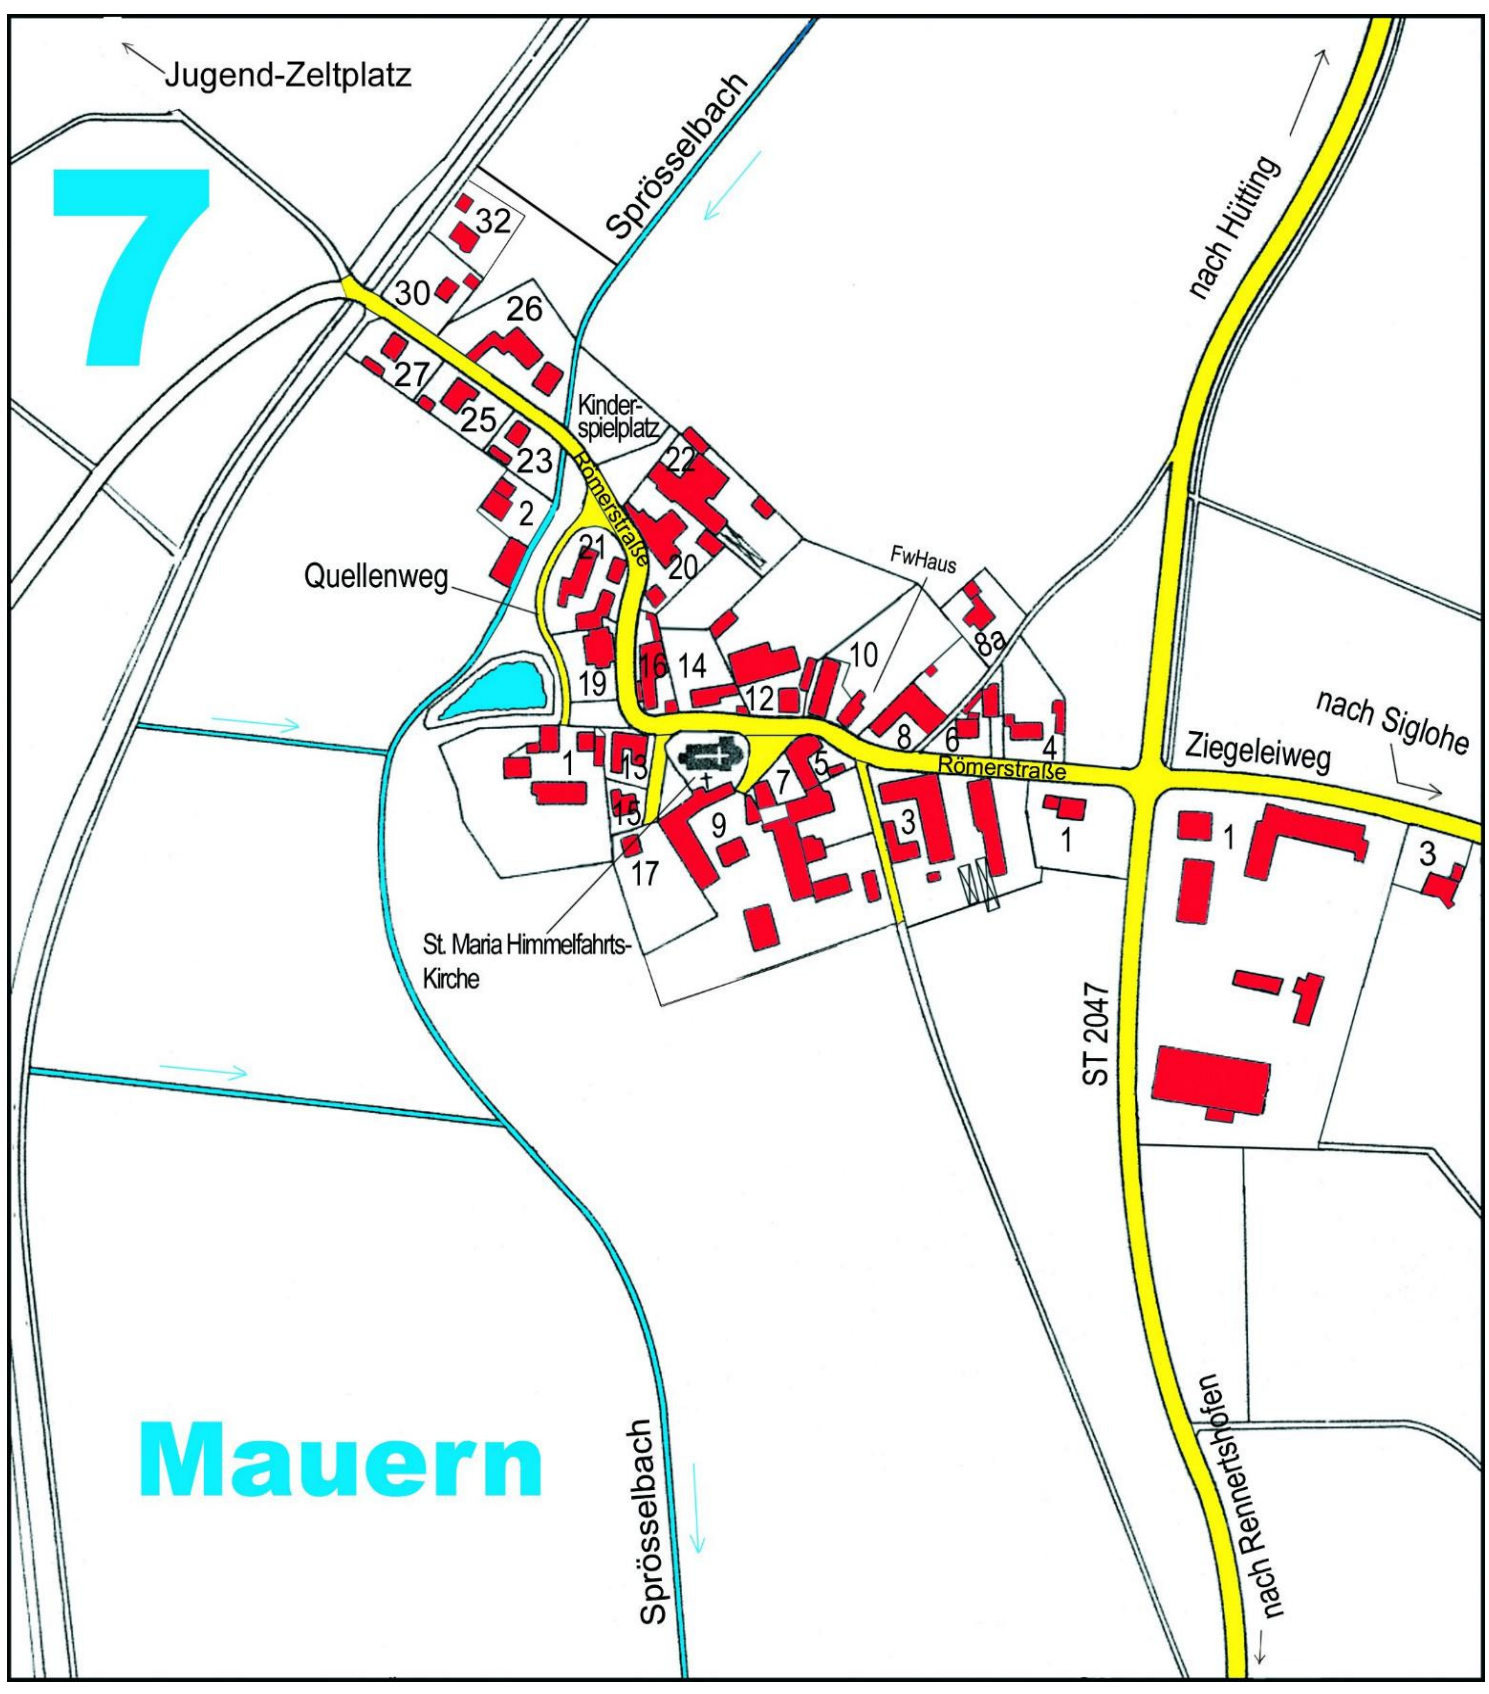 Jugend-Zeltplatz
7
Sprösselbach
nach Hütting
32
30
26
27
25
23
2
Kinder-
spielplatz
22
Römerstraße
21
20
Quellenweg
FwHaus
8a
10
16
14
19
12
8
6
4
nach Siglohe
Ziegeleiweg
Römerstraße
1
13
5
7
15
9
3
1
1
3
17
St. Maria Himmelfahrts-
Kirche
ST 2047
Mauern
Sprösselbach
nach Rennertshofen